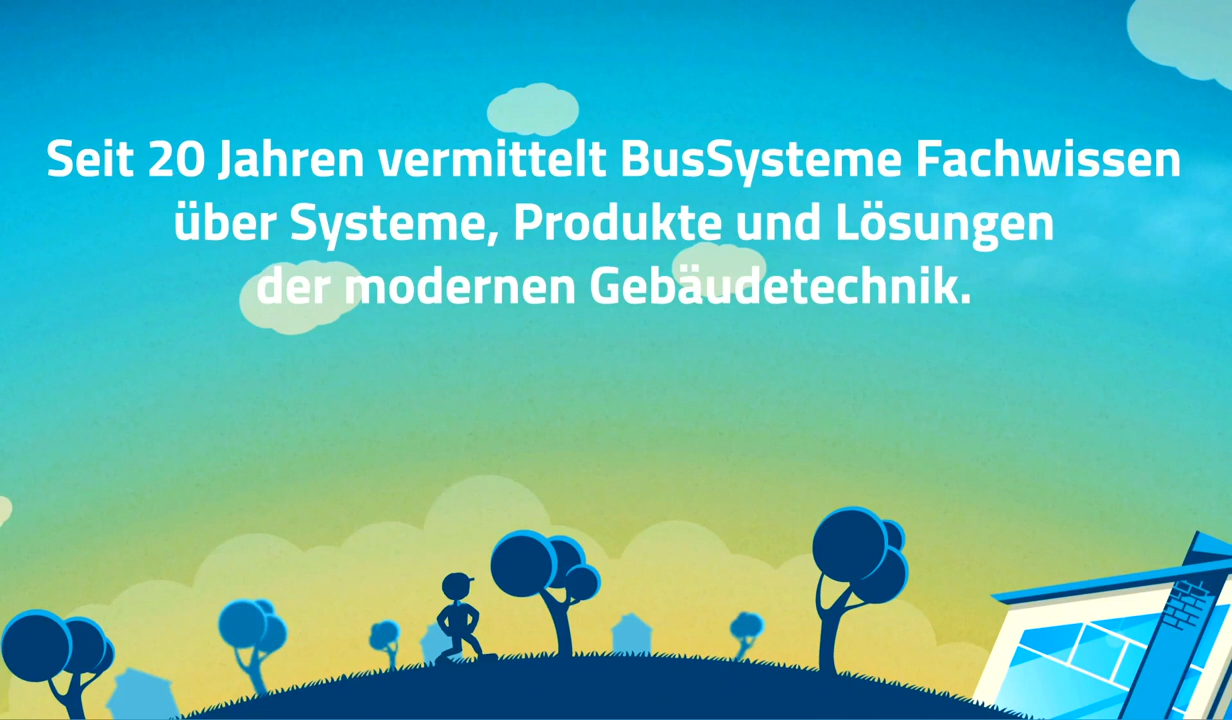 Seit 20 Jahren vermittelt BusSysteme Fachwissen
über Systeme, Produkte und Lösungen
der modernen Gebäudetechnik.